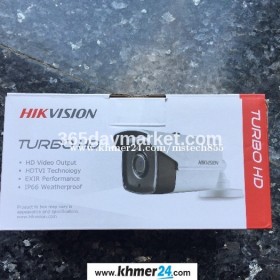 HIKVISION
TURBO HD
• HD Video Output
• HDTVI Technology
• EXIR Performance
• IP66 Weatherproof
HIKVISION
TURBO HD
365daymarket.com
www.khmer24.com/mstech855
www.khmer24.com